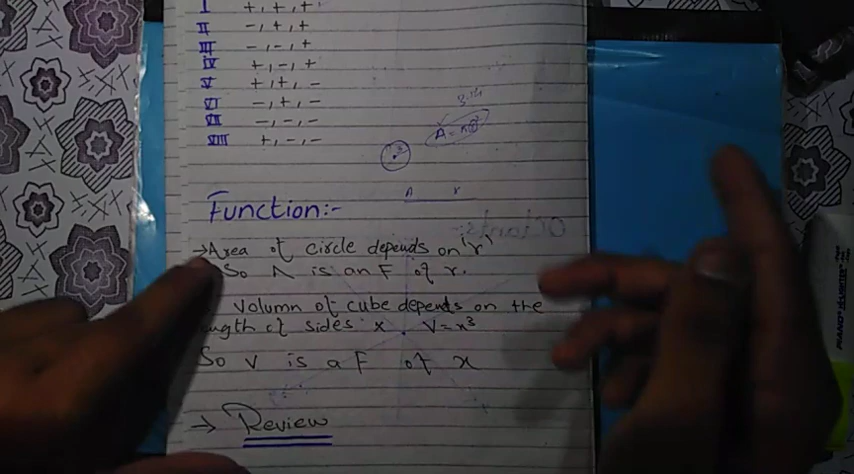 I +, +, +
II -, +, +
III -, -, +
IV +, -, +
V +, +, -
VI -, +, -
VII -, -, -
VIII +, -, -
A r
Function:-
→ Area of circle depends on 'r'
So A is an F of r.
Volumn of cube depends on the
length of sides x V = x³
So V is a F of x
→ Review